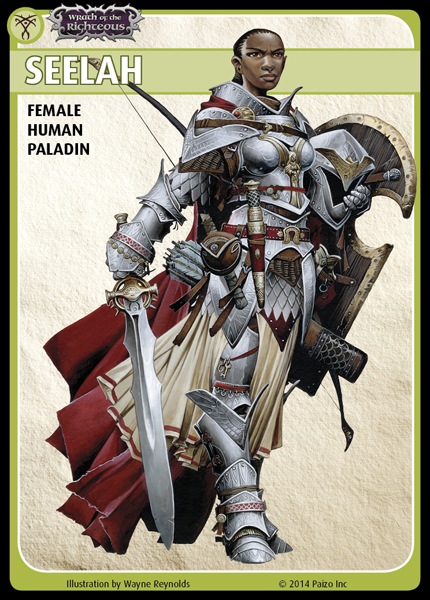 Wrath of the
Righteous
SEELAH
FEMALE
HUMAN
PALADIN
Illustration by Wayne Reynolds
© 2014 Paizo Inc